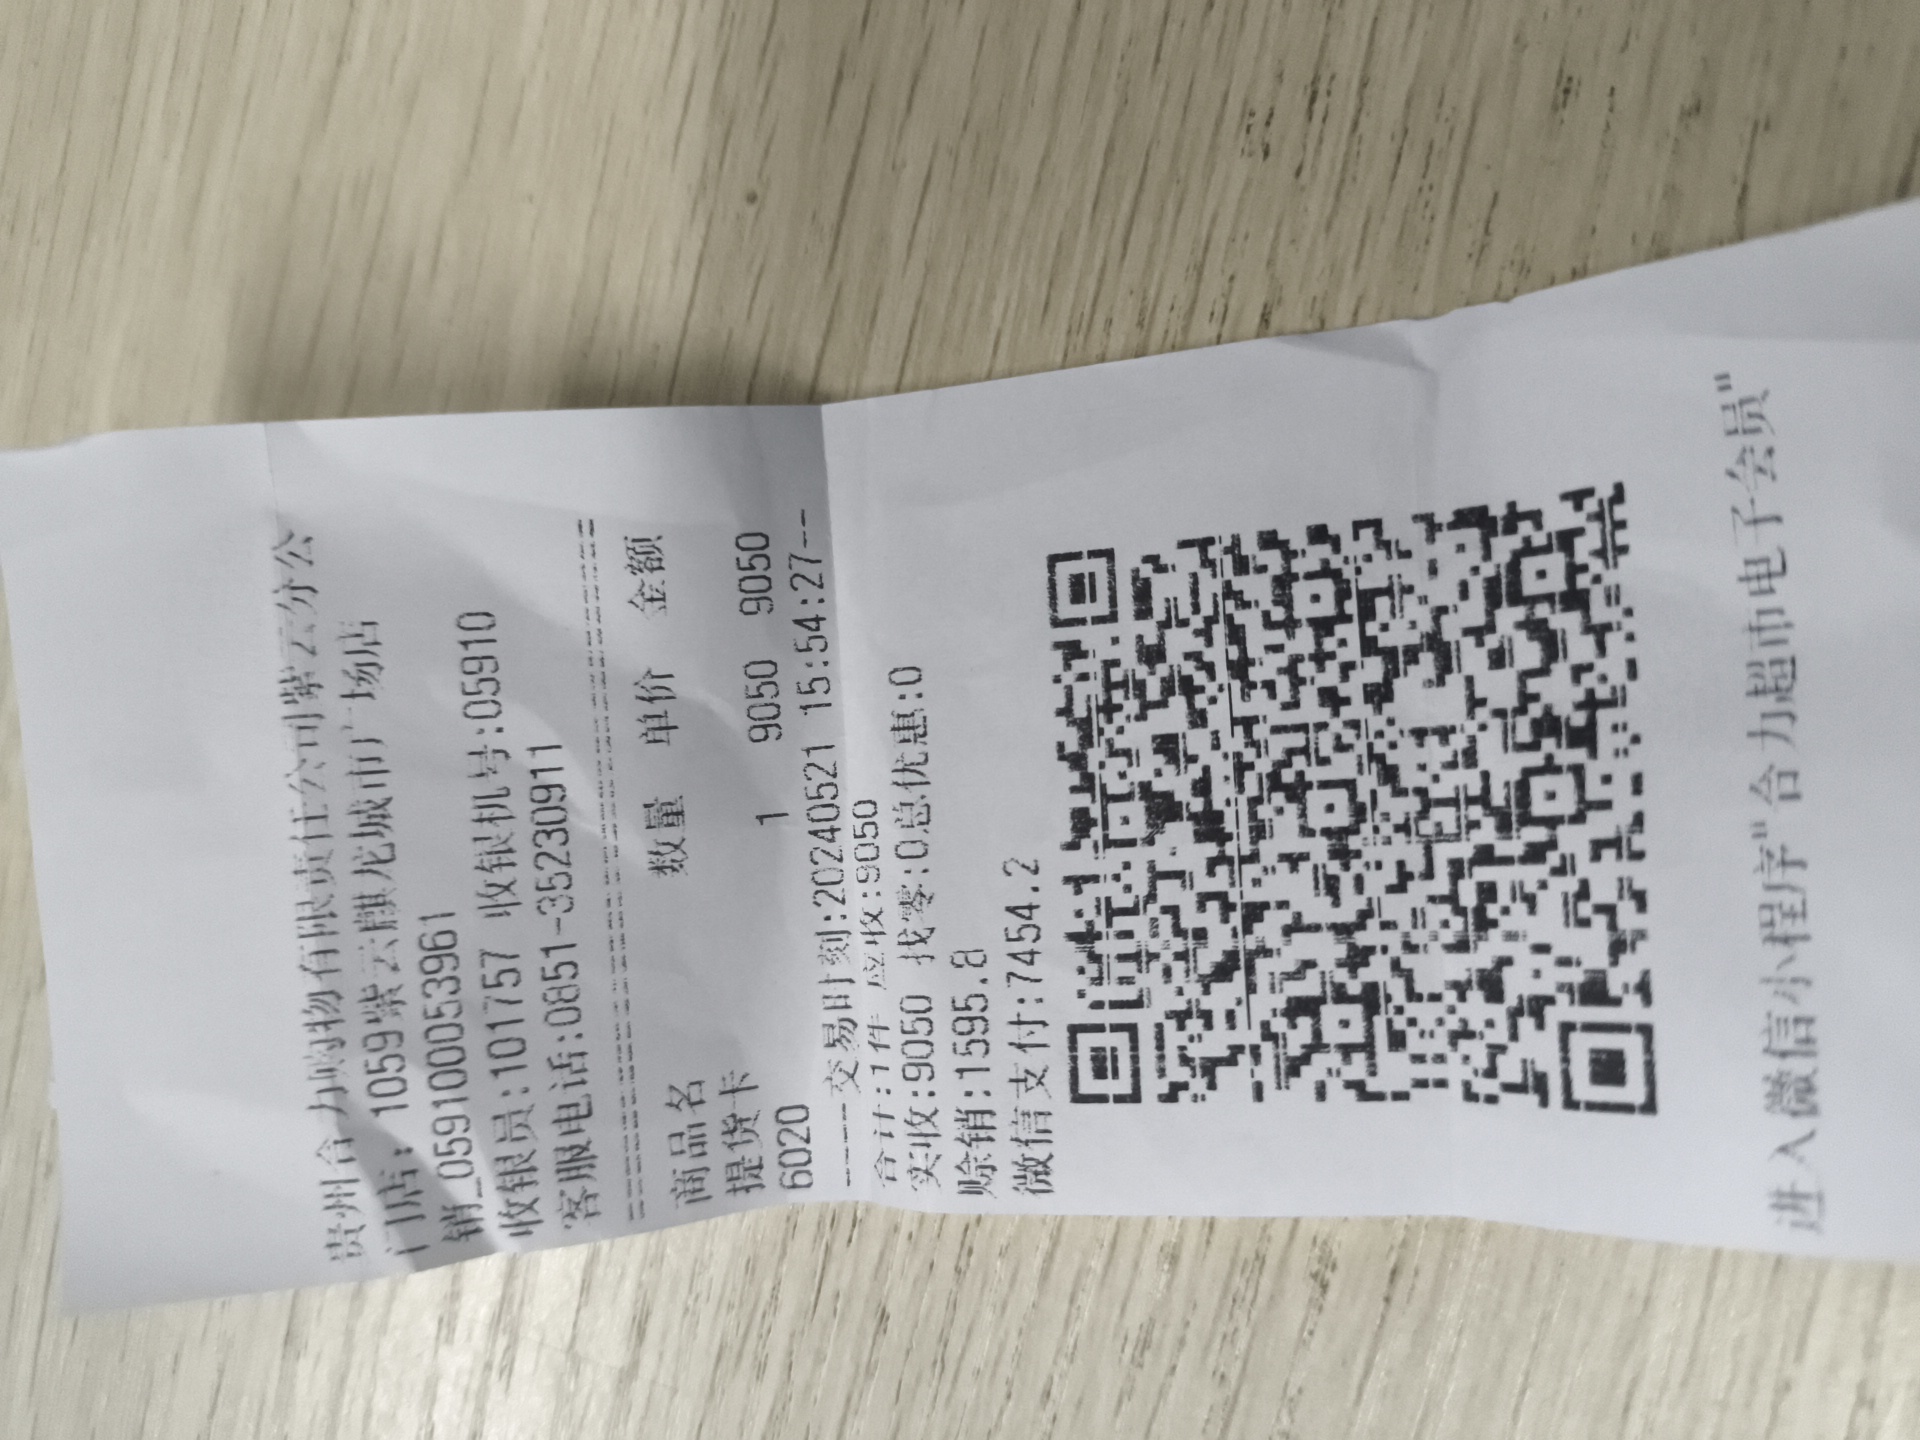 贵州合力购物有限责任公司紫云分公
门店：1059紫云麒龙城市广场店
销_0591000053961
收银员:101757 收银机号:05910
客服电话:0851-35230911
商品名 数量 单价 金额
提货卡
6020 1 9050 9050
----交易时刻:20240521 15:54:27--
合计:1件 应收:9050
实收:9050 找零:0总优惠:0
赊销:1595.8
微信支付:7454.2
进入微信小程序"合力超市电子会员"